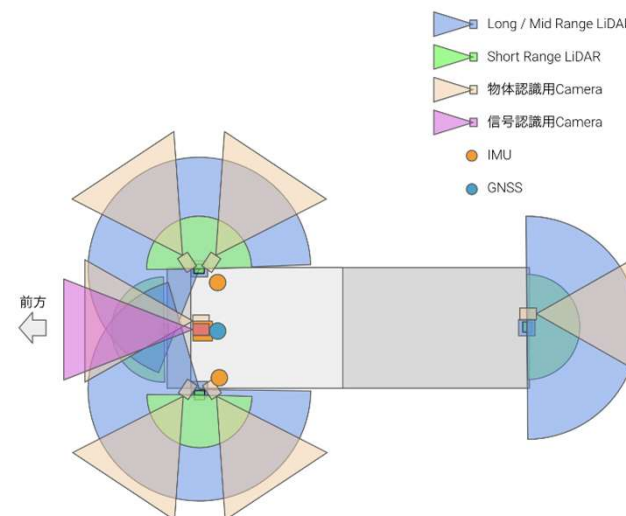 Long / Mid Range LiDAR
Short Range LiDAR
物体認識用Camera
信号認識用Camera
IMU
GNSS
前方